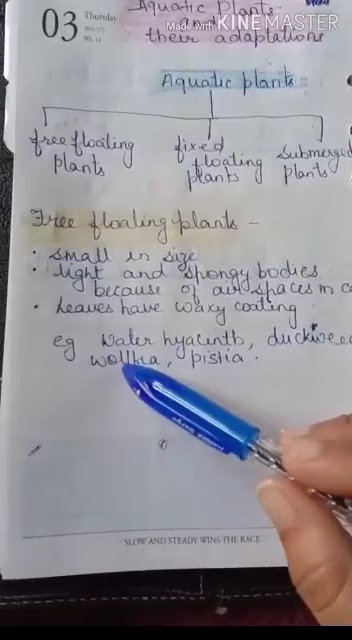 Aquatic Plants
03 Thursday
Made with KINEMASTER
their adaptations
Aquatic plants
free floating plants
fixed floating plants
submerged plants
Free floating plants -
• small in size
• light and spongy bodies
because of air spaces in
• Leaves have waxy coating
eg water hyacinth, duckwee
wolffia, pistia.
SLOW AND STEADY WINS THE RACE